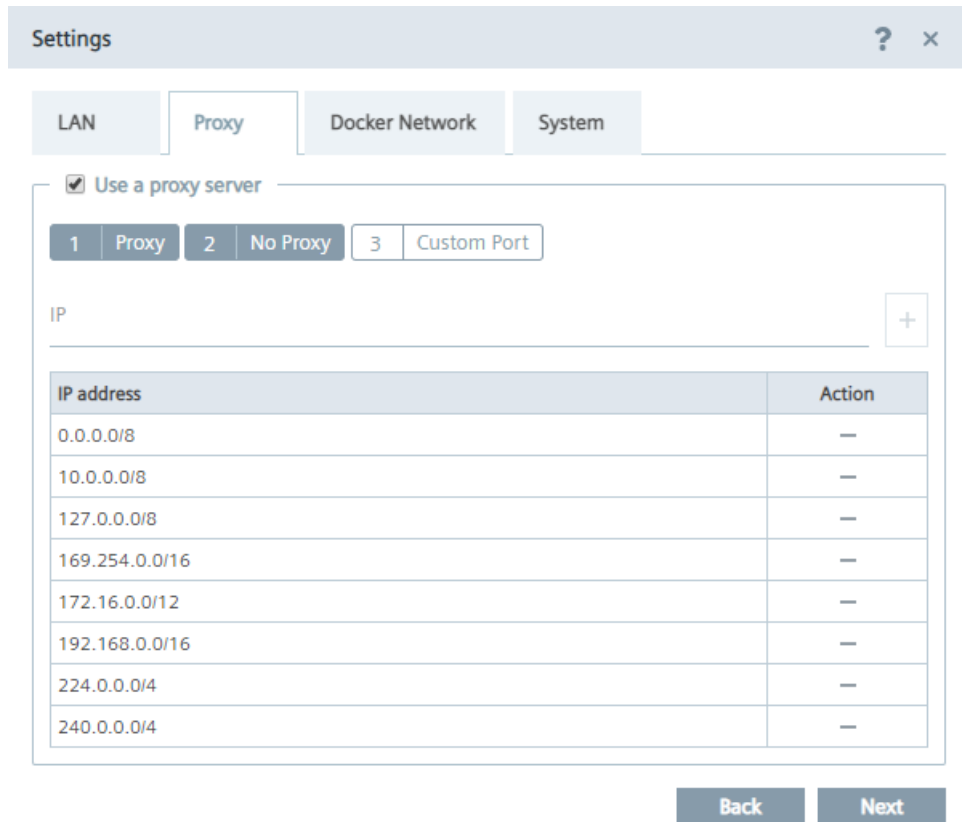 Settings ? ×
LAN Proxy Docker Network System
Use a proxy server
1 Proxy 2 No Proxy 3 Custom Port
IP +
IP address Action
0.0.0.0/8 —
10.0.0.0/8 —
127.0.0.0/8 —
169.254.0.0/16 —
172.16.0.0/12 —
192.168.0.0/16 —
224.0.0.0/4 —
240.0.0.0/4 —
Back Next